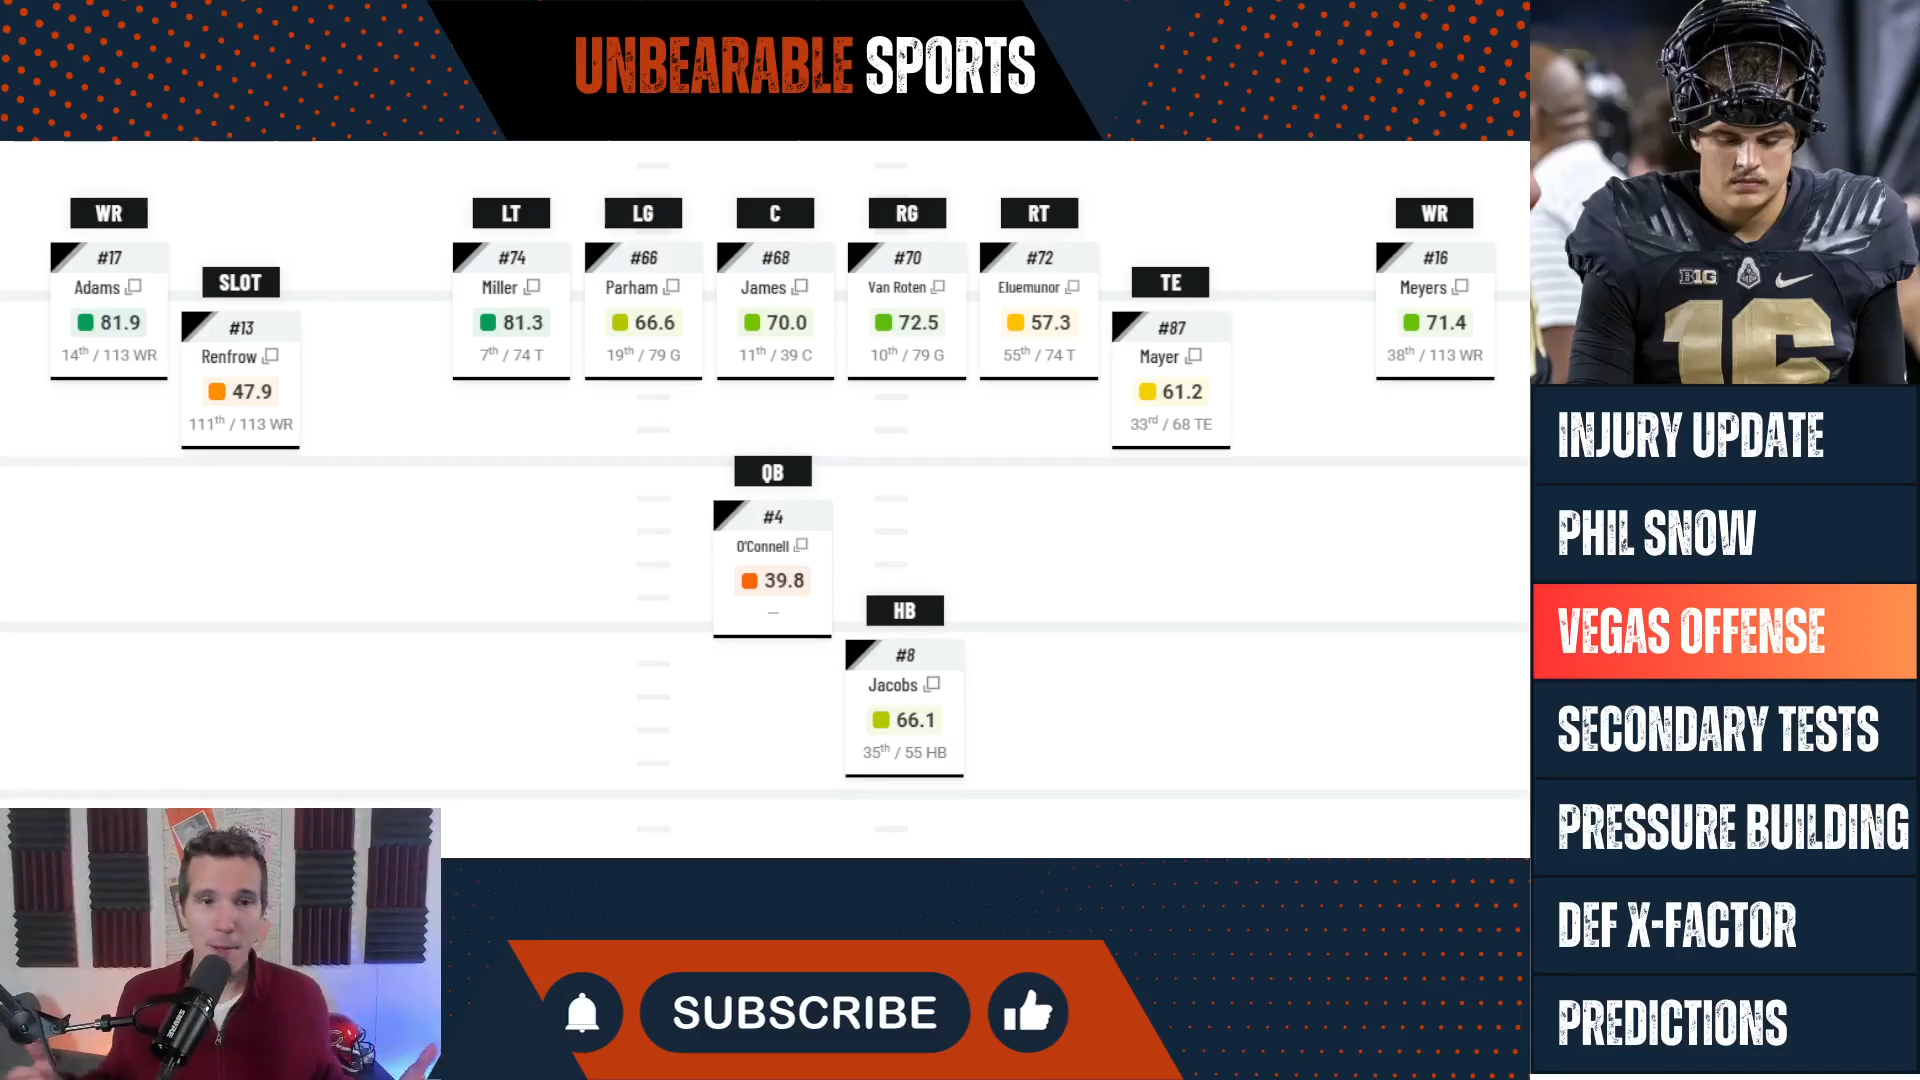 UNBEARABLE SPORTS
WR
#17
Adams
81.9
14th / 113 WR
SLOT
#13
Renfrow
47.9
111th / 113 WR
LT
#74
Miller
81.3
7th / 74 T
LG
#66
Parham
66.6
19th / 79 G
C
#68
James
70.0
11th / 39 C
RG
#70
Van Roten
72.5
10th / 79 G
RT
#72
Eluemunor
57.3
55th / 74 T
TE
#87
Mayer
61.2
33rd / 68 TE
WR
#16
Meyers
71.4
38th / 113 WR
QB
#4
O'Connell
39.8
—
HB
#8
Jacobs
66.1
35th / 55 HB
B1G
16
INJURY UPDATE
PHIL SNOW
VEGAS OFFENSE
SECONDARY TESTS
PRESSURE BUILDING
DEF X-FACTOR
PREDICTIONS
SHURE
SUBSCRIBE